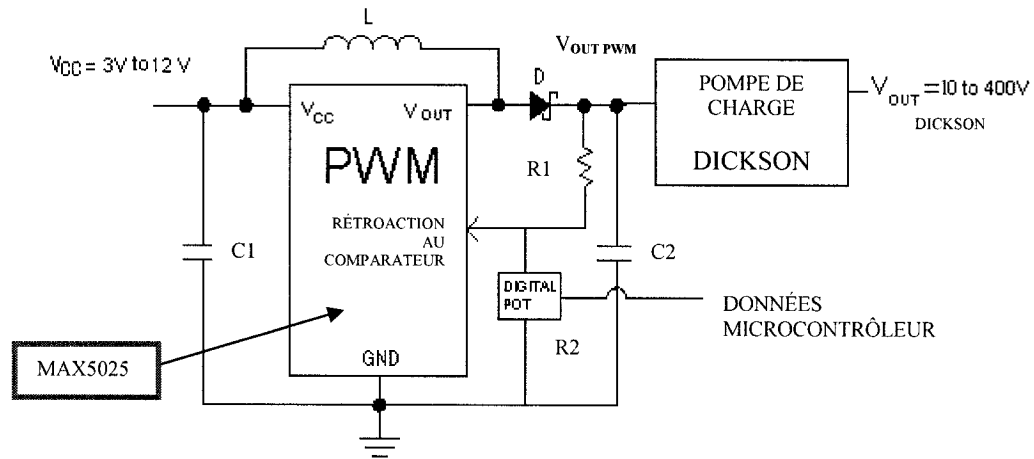 L
V_CC = 3V to 12 V
V_OUT PWM
D
V_CC
V_OUT
PWM
RÉTROACTION
AU
COMPARATEUR
GND
MAX5025
C1
R1
C2
DIGITAL
POT
R2
POMPE DE
CHARGE
DICKSON
V_OUT =10 to 400V
DICKSON
DONNÉES
MICROCONTRÔLEUR